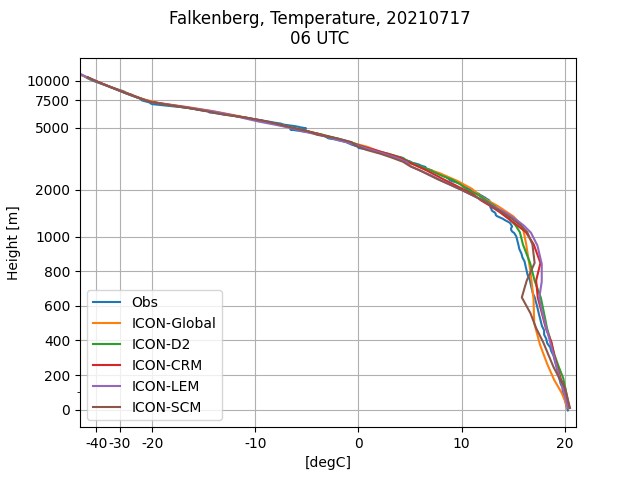 Falkenberg, Temperature, 20210717
06 UTC
10000
7500
5000
2000
1000
800
600
400
200
0
Height [m]
Obs
ICON-Global
ICON-D2
ICON-CRM
ICON-LEM
ICON-SCM
-40 -30 -20 -10 0 10 20
[degC]